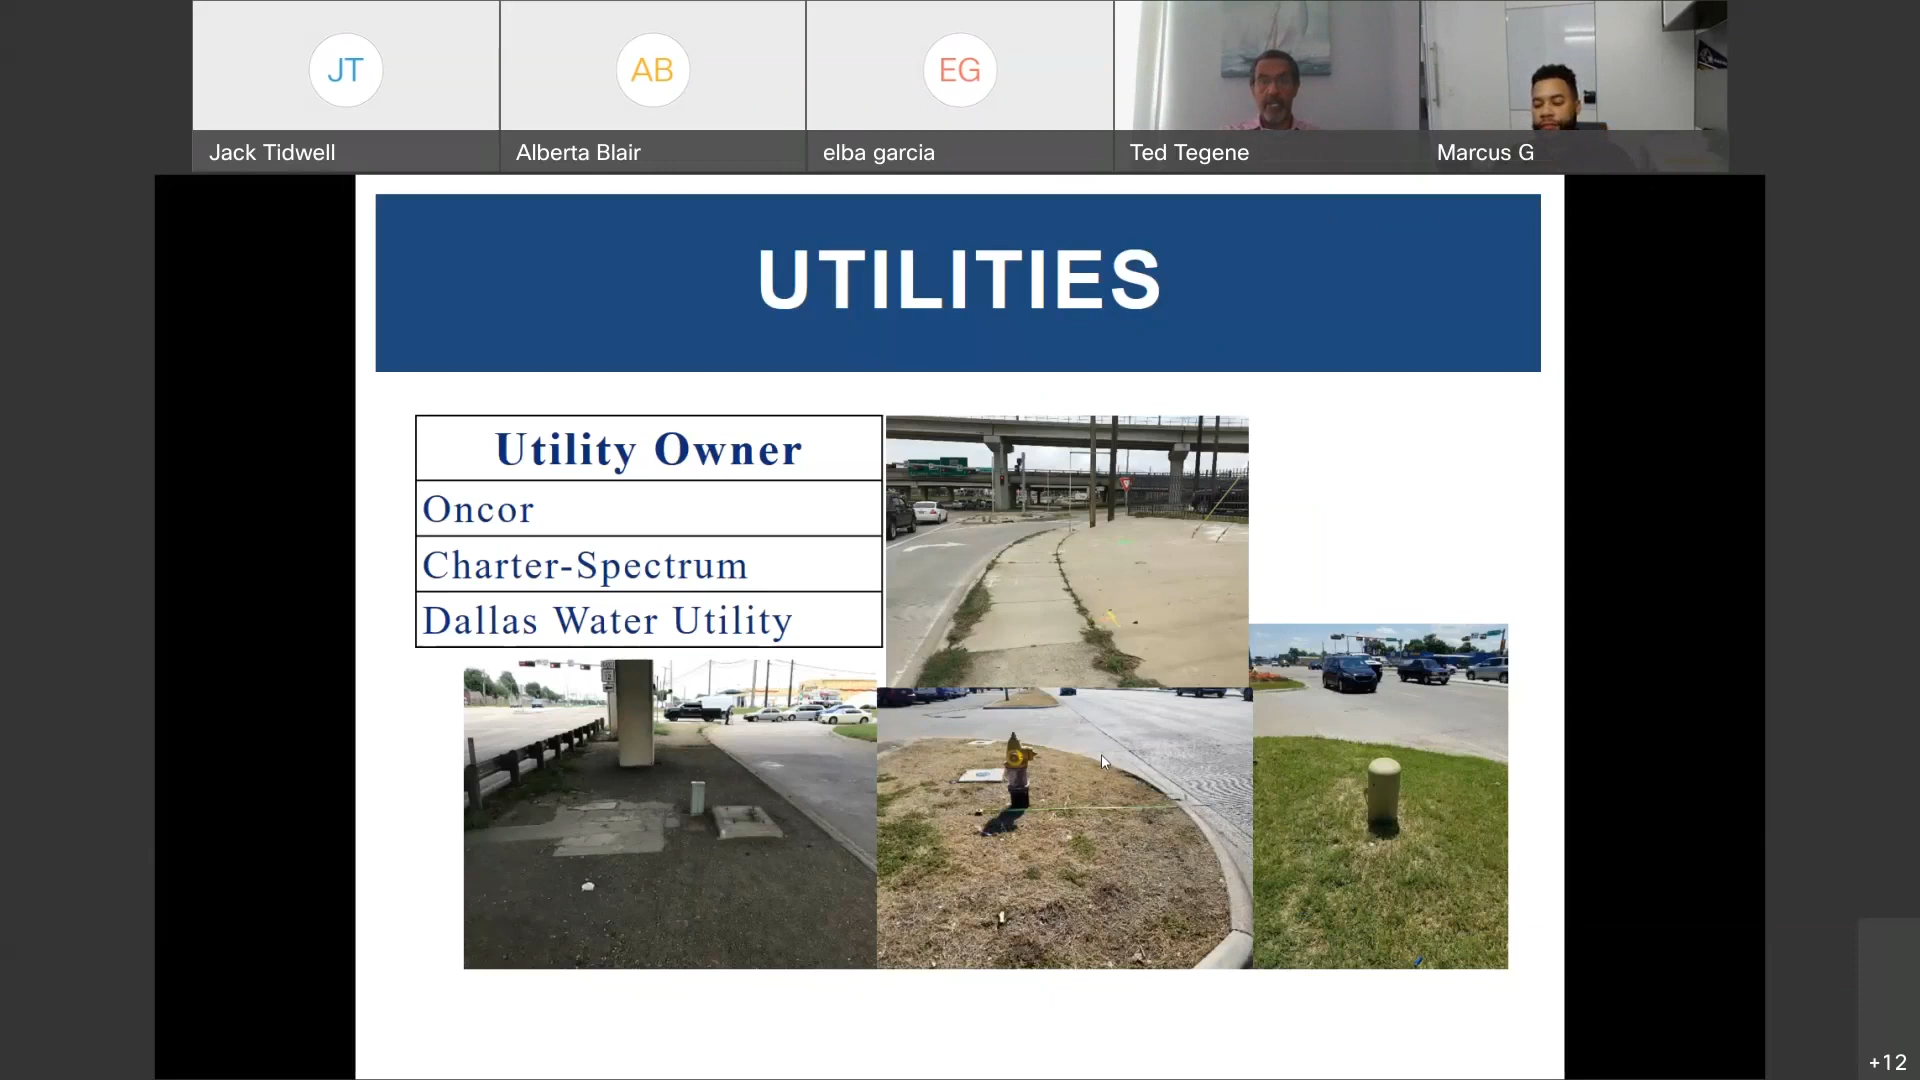 JT
AB
EG
Jack Tidwell
Alberta Blair
elba garcia
Ted Tegene
Marcus G
UTILITIES
Utility Owner
Oncor
Charter-Spectrum
Dallas Water Utility
+12